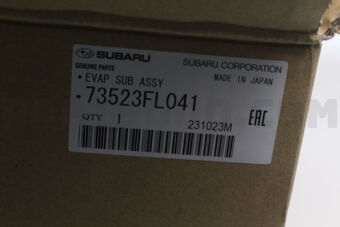 SUBARU
SUBARU CORPORATION
GENUINE PARTS
MADE IN JAPAN
・EVAP SUB ASSY
・73523FL041
EAC
QTY 1
231023M